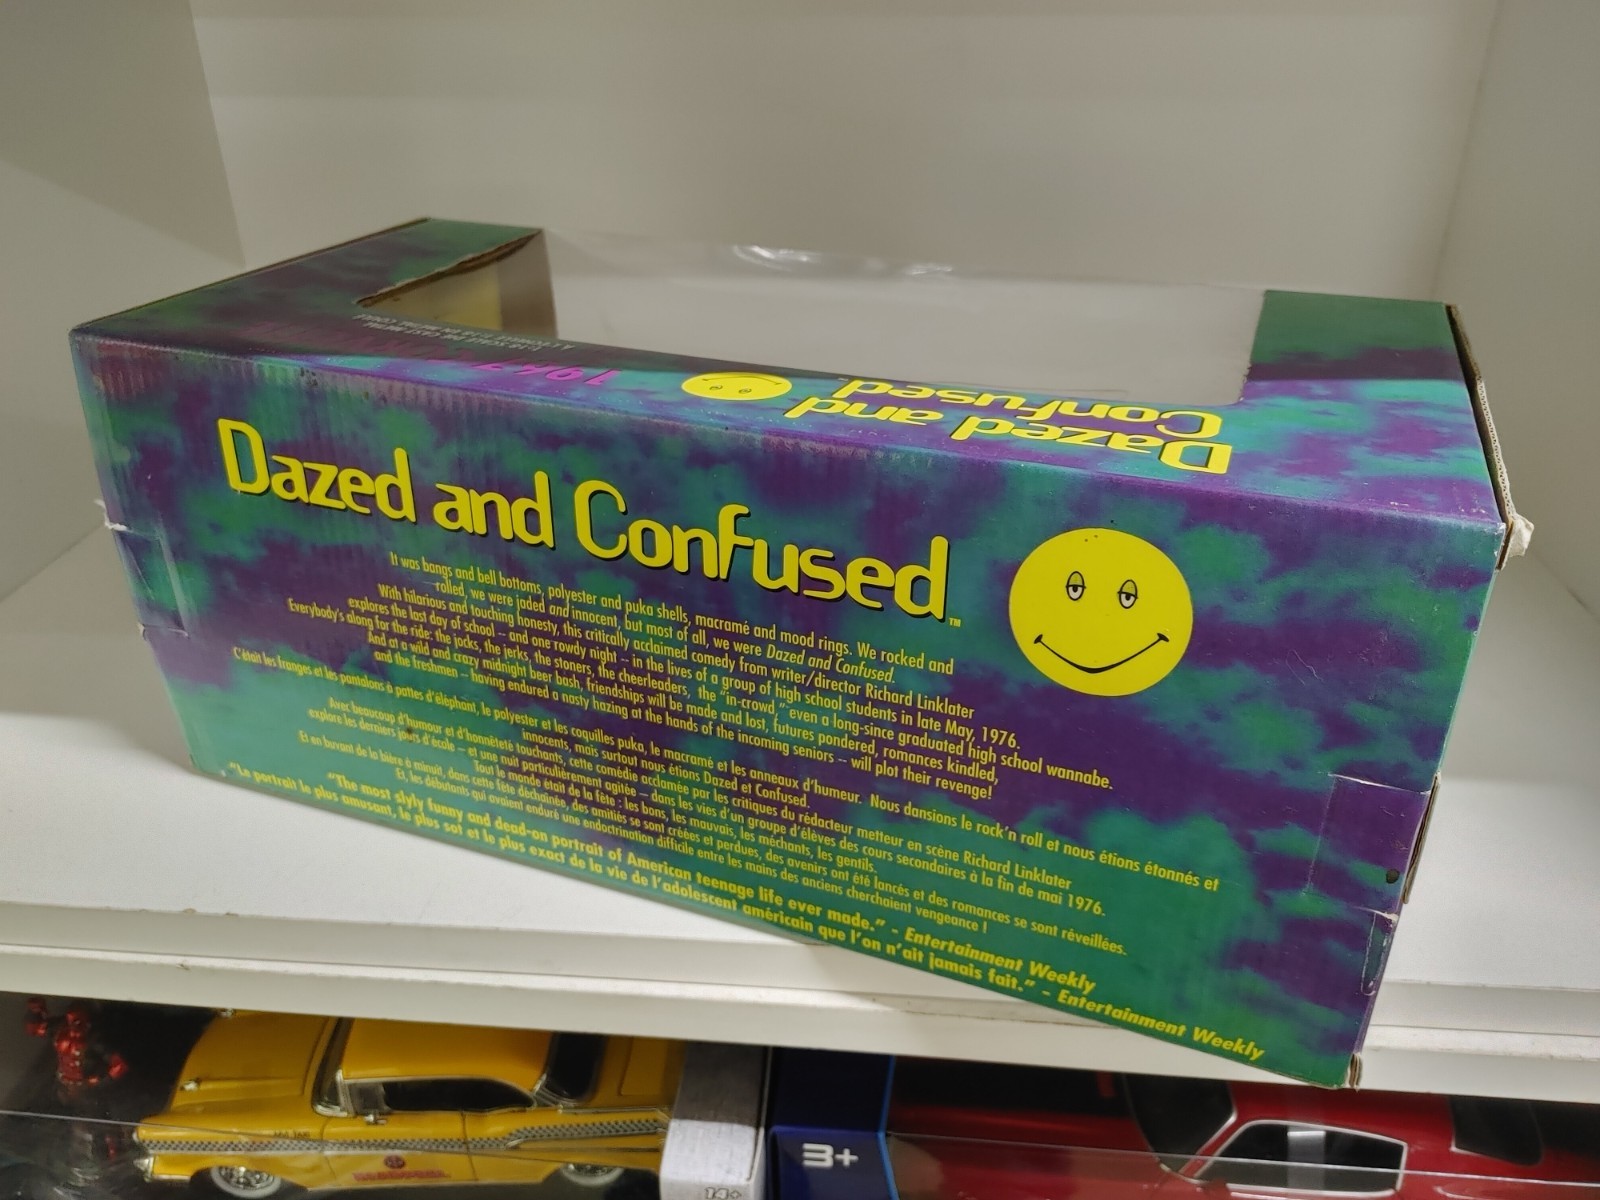 1:18 SCALE DIE CAST METAL
1967
Dazed and
Confused
Dazed and Confused™
It was bangs and bell bottoms, polyester and puka shells, macramé and mood rings. We rocked and
rolled, we were jaded and innocent, but most of all, we were Dazed and Confused.
With hilarious and touching honesty, this critically acclaimed comedy from writer/director Richard Linklater
explores the last day of school -- and one rowdy night -- in the lives of a group of high school students in late May, 1976.
Everybody's along for the ride: the jocks, the jerks, the stoners, the cheerleaders, the "in-crowd," even a long-since graduated high school wannabe.
And at a wild and crazy midnight beer bash, friendships will be made and lost, futures pondered, romances kindled,
and the freshmen -- having endured a nasty hazing at the hands of the incoming seniors -- will plot their revenge!
C'était les franges et les pantalons à pattes d'éléphant, le polyester et les coquilles puka, le macramé et les anneaux d'humeur. Nous dansions le rock'n roll et nous étions étonnés et
innocents, mais surtout nous étions Dazed et Confused.
Avec beaucoup d'humour et d'honnêteté touchants, cette comédie acclamée par les critiques du rédacteur metteur en scène Richard Linklater
explore les derniers jours d'école -- et une nuit particulièrement agitée -- dans les vies d'un groupe d'élèves des cours secondaires à la fin de mai 1976.
Tout le monde était de la fête : les bons, les mauvais, les méchants, les gentils.
Et en buvant de la bière à minuit, dans cette fête déchaînée, des amitiés se sont créées et perdues, des avenirs ont été lancés et des romances se sont réveillées.
Et, les débutants qui avaient enduré une endoctrination difficile entre les mains des anciens cherchaient vengeance !
"The most slyly funny and dead-on portrait of American teenage life ever made." - Entertainment Weekly
"Le portrait le plus amusant, le plus sot et le plus exact de la vie de l'adolescent américain que l'on n'ait jamais fait." - Entertainment Weekly
3+
14+